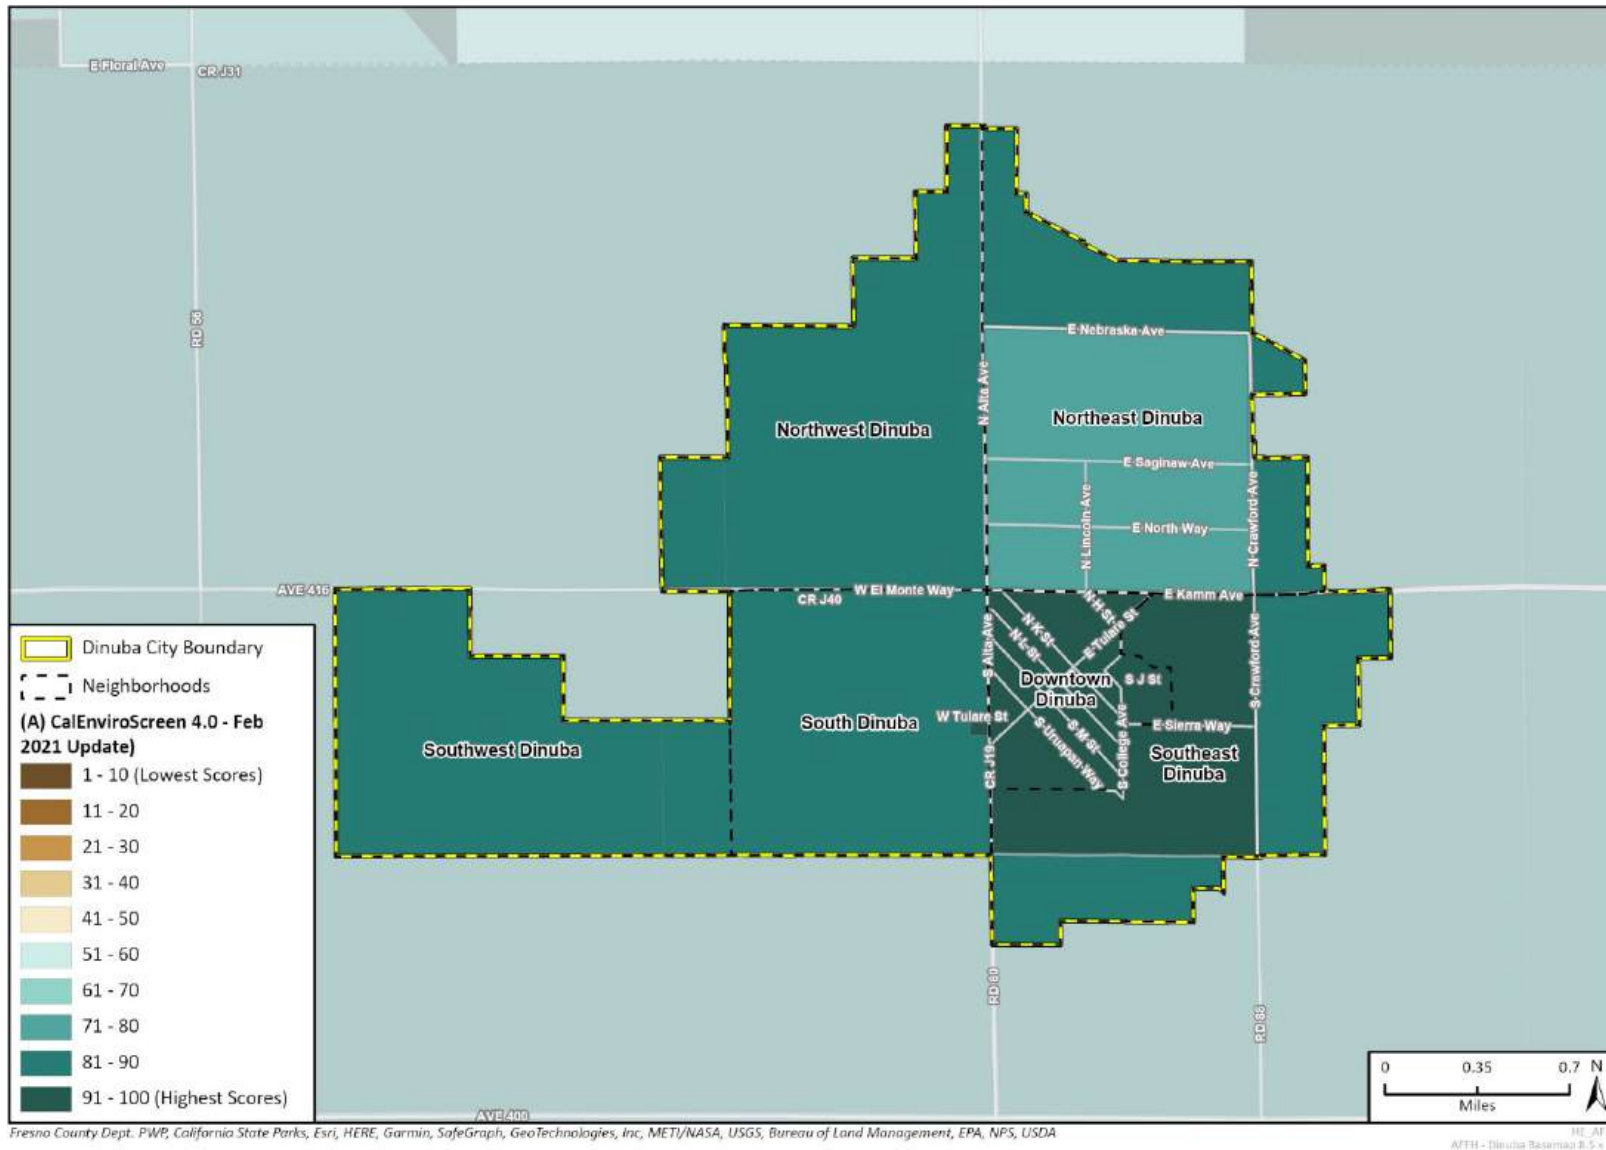 E Floral Ave
CR J31
RD 56
E Nebraska Ave
N Alta Ave
Northwest Dinuba
Northeast Dinuba
E Saginaw Ave
N Lincoln Ave
N Crawford Ave
E North Way
AVE 416
W El Monte Way
CR J40
N H St
E Kamm Ave
N K St
E Tulare St
N L St
S Alta Ave
S Crawford Ave
Downtown
Dinuba
S J St
W Tulare St
South Dinuba
S M St
S Uruapan Way
S College Ave
E Sierra Way
Southwest Dinuba
Southeast
Dinuba
CR J19
RD 80
AVE 400
Dinuba City Boundary
Neighborhoods
(A) CalEnviroScreen 4.0 - Feb
2021 Update)
1 - 10 (Lowest Scores)
11 - 20
21 - 30
31 - 40
41 - 50
51 - 60
61 - 70
71 - 80
81 - 90
91 - 100 (Highest Scores)
0 0.35 0.7
Miles
N
Fresno County Dept. PWP, California State Parks, Esri, HERE, Garmin, SafeGraph, GeoTechnologies, Inc, METI/NASA, USGS, Bureau of Land Management, EPA, NPS, USDA
AFFH - Dinuba Basemap 8.5 x